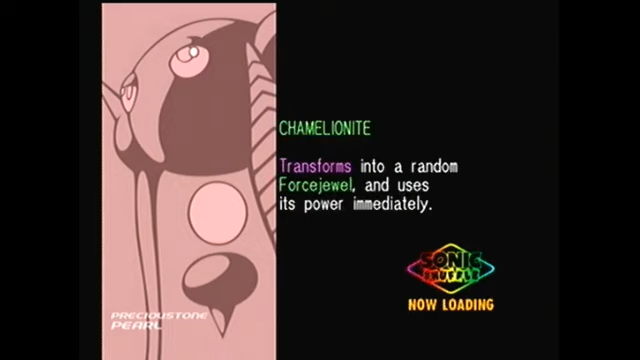 CHAMELIONITE
Transforms into a random
Forcejewel, and uses
its power immediately.
PRECIOUSTONE
PEARL
SONIC
SHUFFLE
NOW LOADING